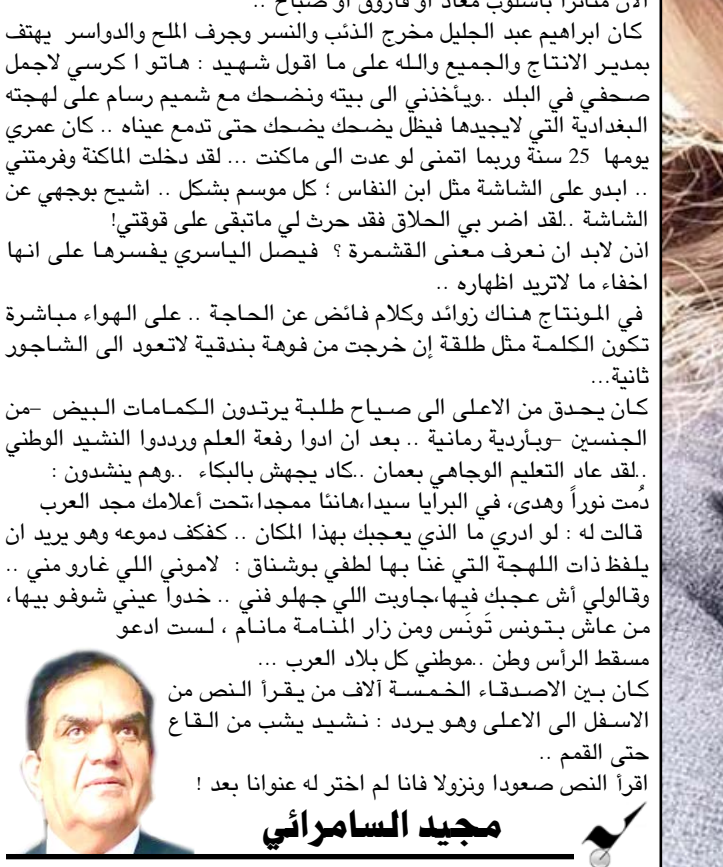 الآن متأثرا بأسلوب معاذ أو فاروق أو صباح ..
كان ابراهيم عبد الجليل مخرج الذئب والنسر وجرف الملح والدواسر يهتف
بمدير الانتاج والجميع والله على ما اقول شهيد : هاتو ا كرسي لاجمل
صحفي في البلد ..ويأخذني الى بيته ونضحك مع شميم رسام على لهجته
البغدادية التي لايجيدها فيظل يضحك يضحك حتى تدمع عيناه .. كان عمري
يومها 25 سنة وربما اتمنى لو عدت الى ماكنت ... لقد دخلت الماكنة وفرمتني
.. ابدو على الشاشة مثل ابن النفاس ؛ كل موسم بشكل .. اشيح بوجهي عن
الشاشة ..لقد اضر بي الحلاق فقد حرث لي ماتبقى على قوقتي!
اذن لابد ان نعرف معنى القشمرة ؟ فيصل الياسري يفسرها على انها
اخفاء ما لاتريد اظهاره ..
في المونتاج هناك زوائد وكلام فائض عن الحاجة .. على الهواء مباشرة
تكون الكلمة مثل طلقة إن خرجت من فوهة بندقية لاتعود الى الشاجور
ثانية...
كان يحدق من الاعلى الى صياح طلبة يرتدون الكمامات البيض -من
الجنسين -وبأردية رمانية .. بعد ان ادوا رفعة العلم ورددوا النشيد الوطني
..لقد عاد التعليم الوجاهي بعمان ..كاد يجهش بالبكاء ..وهم ينشدون :
دُمت نوراً وهدى، في البرايا سيدا،هانئا ممجدا،تحت أعلامك مجد العرب
قالت له : لو ادري ما الذي يعجبك بهذا المكان .. كفكف دموعه وهو يريد ان
يلفظ ذات اللهجة التي غنا بها لطفي بوشناق : لاموني اللي غارو مني ..
وقالولي أش عجبك فيها،جاوبت اللي جهلو فني .. خدوا عيني شوفو بيها،
من عاش بتونس تَونَس ومن زار المنامة مانام ، لست ادعو
مسقط الرأس وطن ..موطني كل بلاد العرب ...
كان بين الاصدقاء الخمسة آلاف من يقرأ النص من
الاسفل الى الاعلى وهو يردد : نشيد يشب من القاع
حتى القمم ..
اقرأ النص صعودا ونزولا فانا لم اختر له عنوانا بعد !
مجيد السامرائي